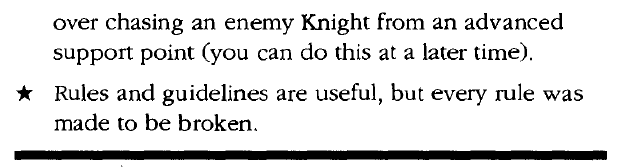 over chasing an enemy Knight from an advanced
support point (you can do this at a later time).
★ Rules and guidelines are useful, but every rule was
made to be broken.